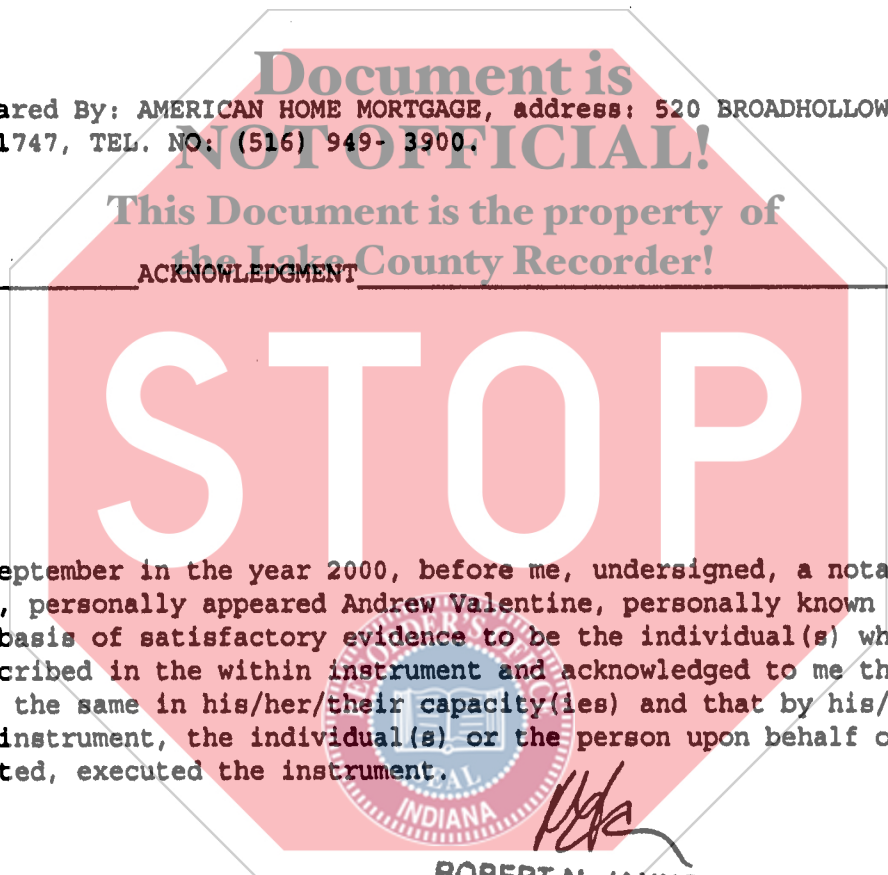 Document is
ared By: AMERICAN HOME MORTGAGE, address: 520 BROADHOLLOW
1747, TEL. NO: (516) 949- 3900.
NOT OFFICIAL!
This Document is the property of
the Lake County Recorder!
ACKNOWLEDGMENT
STOP
eptember in the year 2000, before me, undersigned, a nota
, personally appeared Andrew Valentine, personally known
basis of satisfactory evidence to be the individual(s) wh
cribed in the within instrument and acknowledged to me th
the same in his/her/their capacity(ies) and that by his/
instrument, the individual(s) or the person upon behalf o
ted, executed the instrument.
SEAL
INDIANA
ROBERT N.